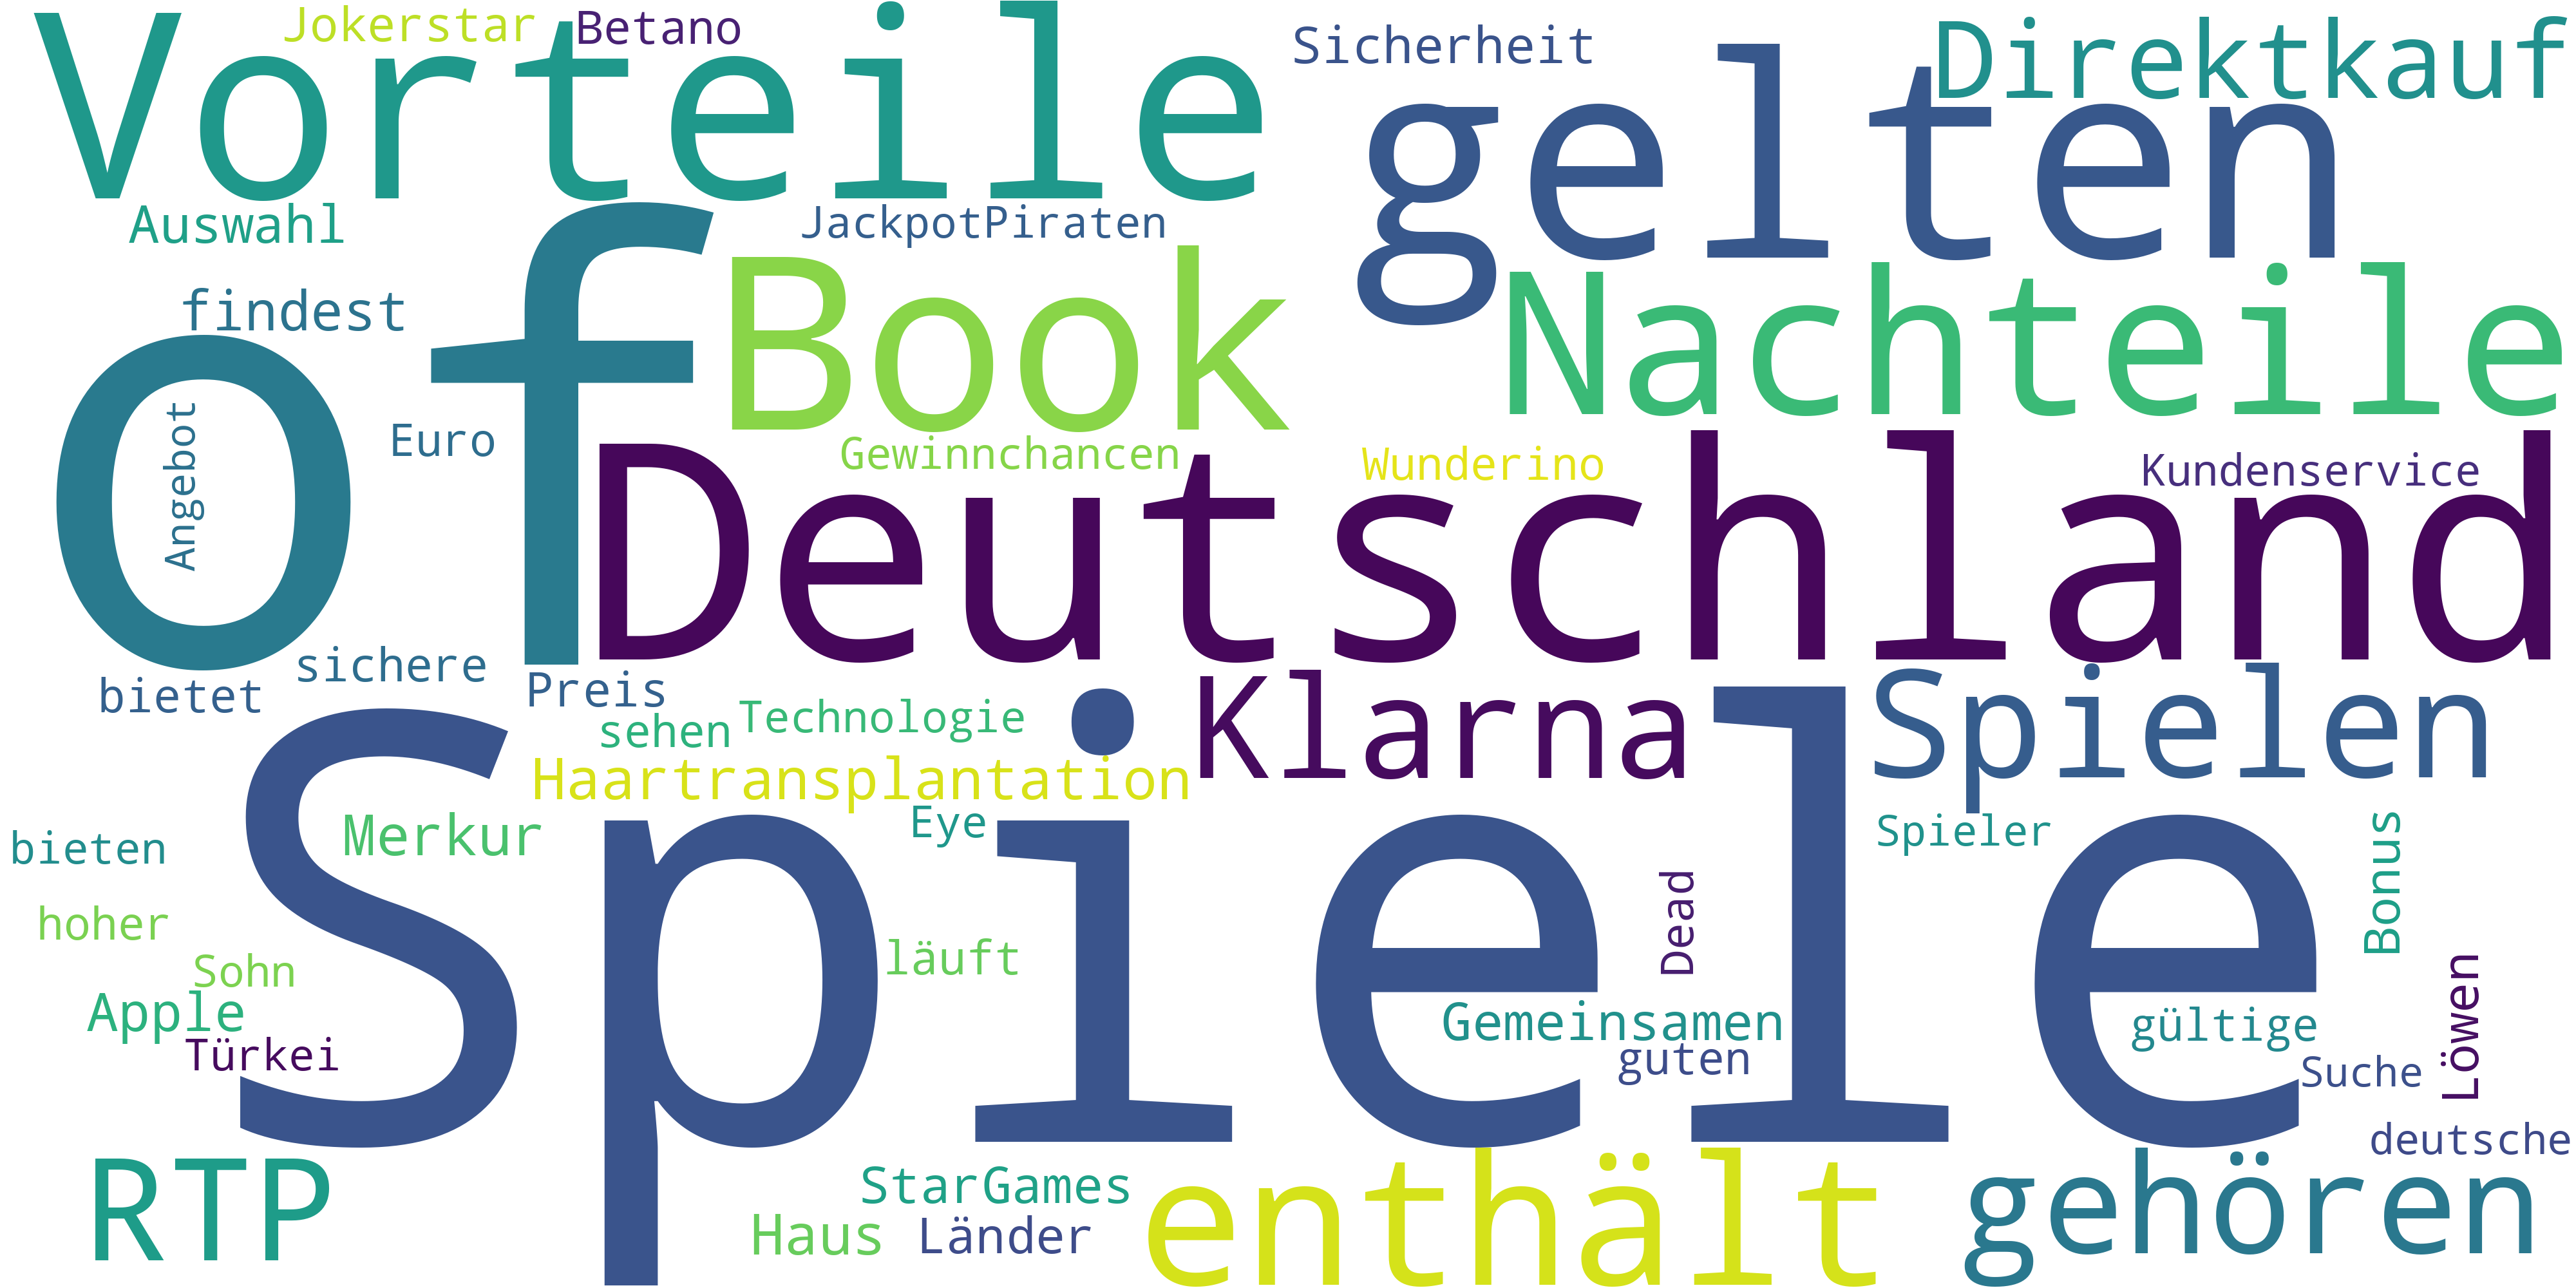 Vorteile
Jokerstar
Betano
Sicherheit
Direktkauf
gelten
Auswahl
JackpotPiraten
of
findest
Book
Nachteile
Angebot
Euro
Gewinnchancen
Wunderino
Kundenservice
Deutschland
bietet
sichere
Preis
sehen
Technologie
Klarna
Spielen
Haartransplantation
Spiele
Merkur
Eye
Spieler
bieten
hoher
Sohn
läuft
Dead
Bonus
Apple
Türkei
Gemeinsamen
guten
gültige
Suche
Löwen
deutsche
RTP
StarGames
Haus
Länder
enthält
gehören